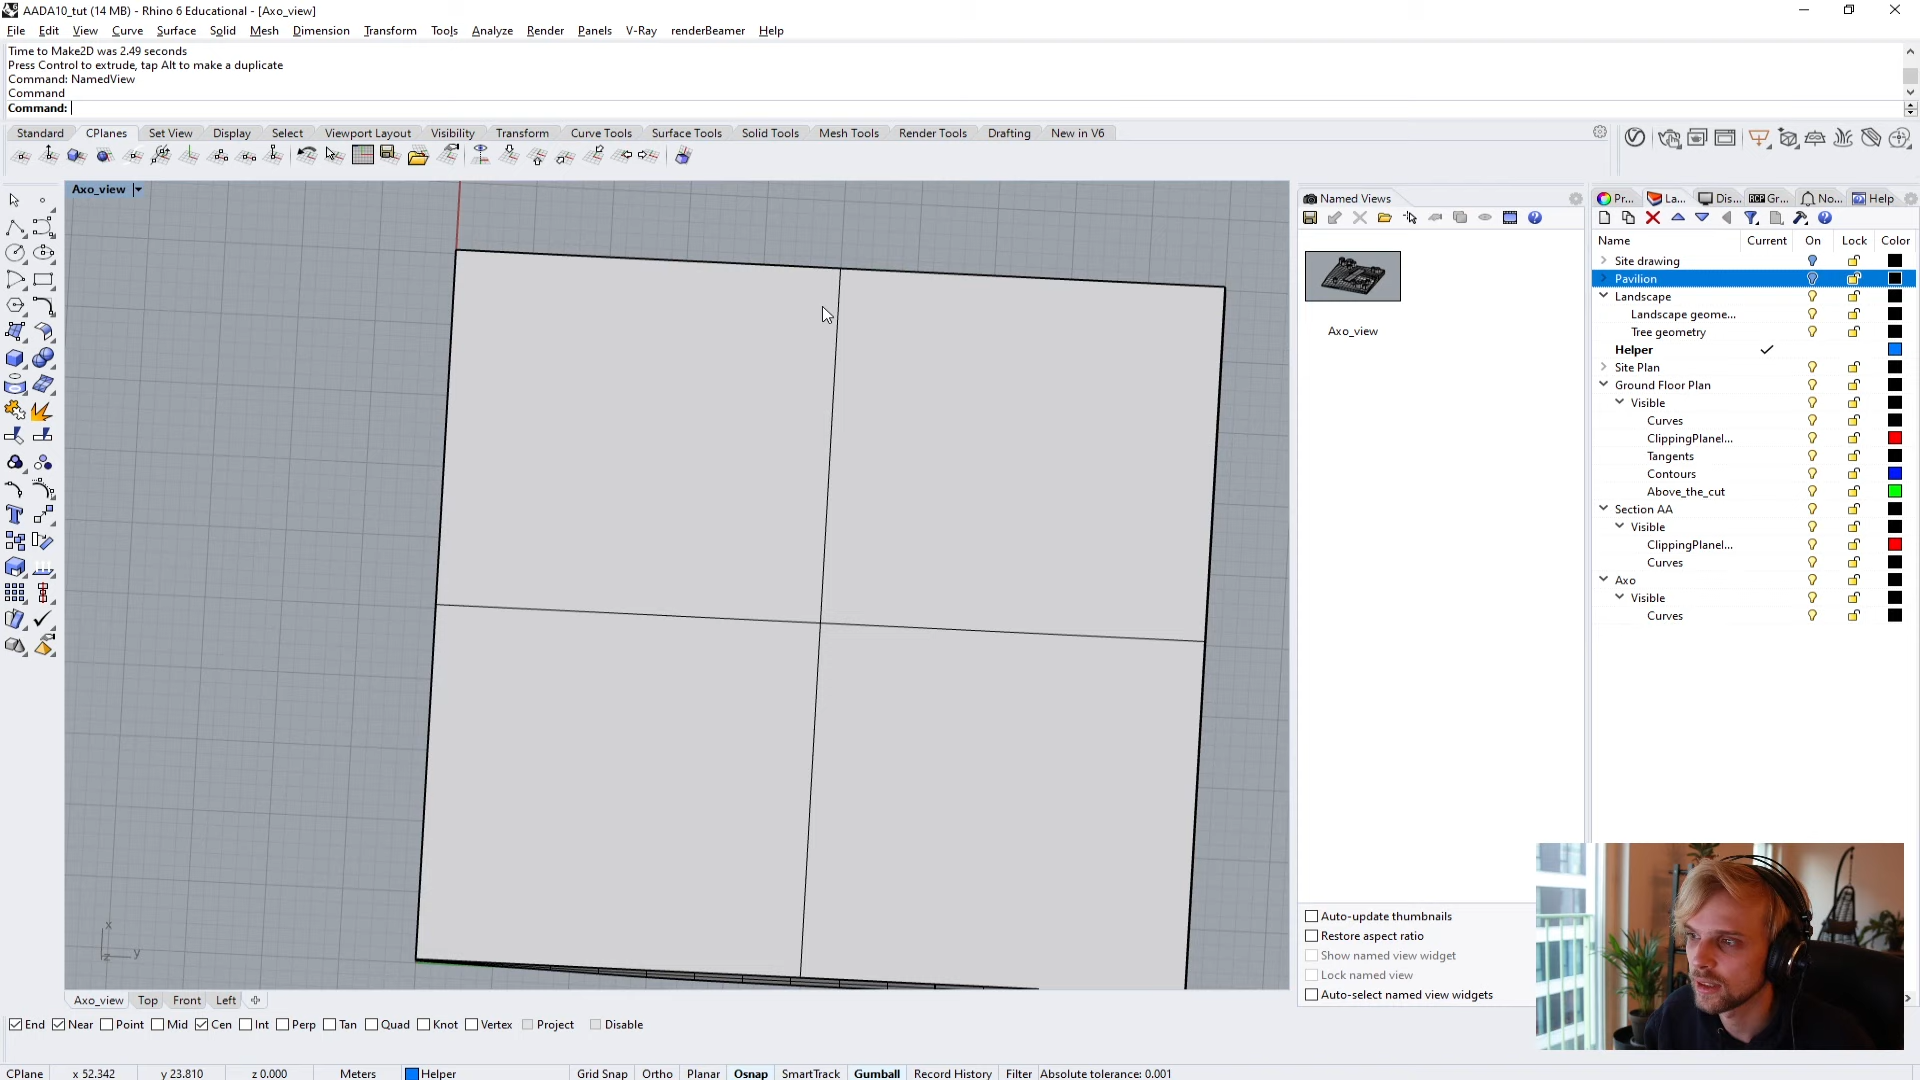 AADA10_tut (14 MB) - Rhino 6 Educational - [Axo_view]
File Edit View Curve Surface Solid Mesh Dimension Transform Tools Analyze Render Panels V-Ray renderBeamer Help
Time to Make2D was 2.49 seconds
Press Control to extrude, tap Alt to make a duplicate
Command: NamedView
Command
Command:
Standard CPlanes Set View Display Select Viewport Layout Visibility Transform Curve Tools Surface Tools Solid Tools Mesh Tools Render Tools Drafting New in V6
Axo_view
Named Views
Axo_view
Pr... La... Dis... Gr... No... Help
Name Current On Lock Color
Site drawing
Pavilion
Landscape
Landscape geome...
Tree geometry
Helper
Site Plan
Ground Floor Plan
Visible
Curves
ClippingPlanel...
Tangents
Contours
Above_the_cut
Section AA
Visible
ClippingPlanel...
Curves
Axo
Visible
Curves
x
y
z
Auto-update thumbnails
Restore aspect ratio
Show named view widget
Lock named view
Auto-select named view widgets
Axo_view Top Front Left
End Near Point Mid Cen Int Perp Tan Quad Knot Vertex Project Disable
CPlane x 52.342 y 23.810 z 0.000 Meters Helper Grid Snap Ortho Planar Osnap SmartTrack Gumball Record History Filter Absolute tolerance: 0.001